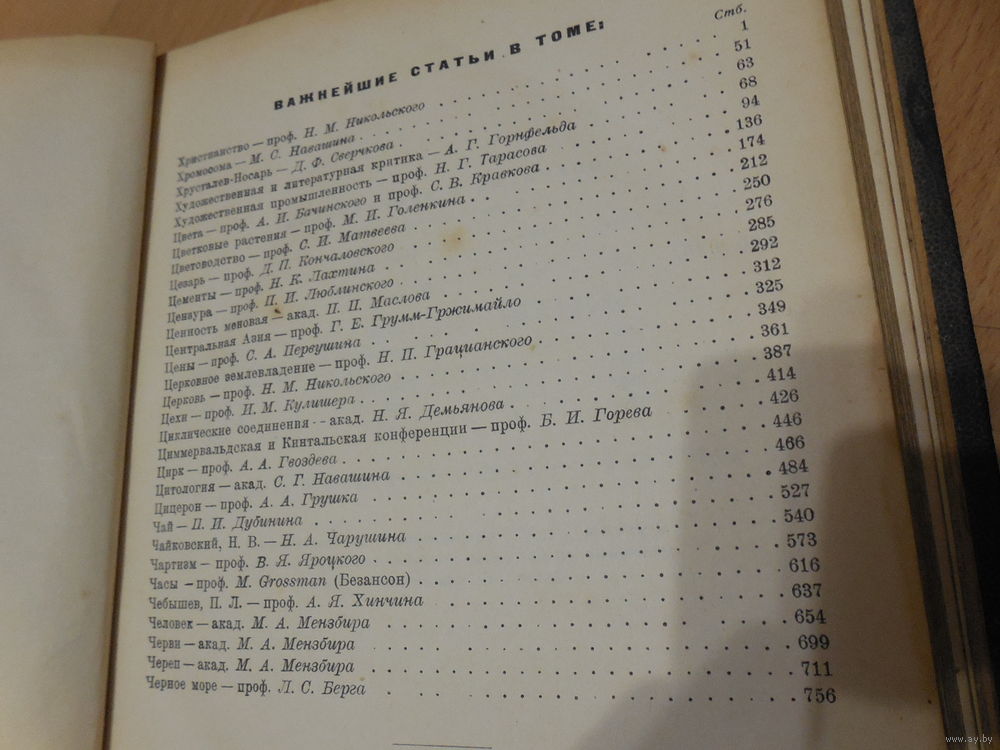 ВАЖНЕЙШИЕ СТАТЬИ В ТОМЕ:
Стб.
Христианство — проф. Н. М. Никольского 1
Хромосома — М. С. Навашина 51
Хрусталев-Носарь — Д. Ф. Сверчкова 63
Художественная и литературная критика — А. Г. Горнфельда 68
Художественная промышленность — проф. Н. Г. Тарасова 94
Цвета — проф. А. И. Бачинского и проф. С. В. Кравкова 136
Цветковые растения — проф. М. И. Голенкина 174
Цветоводство — проф. С. И. Матвеева 212
Цезарь — проф. Д. П. Кончаловского 250
Цементы — проф. Н. К. Лахтина 276
Цензура — проф. П. И. Люблинского 285
Ценность меновая — акад. П. П. Маслова 292
Центральная Азия — проф. Г. Е. Грумм-Гржимайло 312
Цены — проф. С. А. Первушина 325
Церковное землевладение — проф. Н. П. Грацианского 349
Церковь — проф. Н. М. Никольского 361
Цехи — проф. И. М. Кулишера 387
Циклические соединения — акад. Н. Я. Демьянова 414
Циммервальдская и Кинтальская конференции — проф. Б. И. Горева 426
Цирк — проф. А. А. Гвоздева 446
Цитология — акад. С. Г. Навашина 466
Цицерон — проф. А. А. Грушка 484
Чай — П. И. Дубинина 527
Чайковский, Н. В. — Н. А. Чарушина 540
Чартизм — проф. В. Я. Яроцкого 573
Часы — проф. М. Grossman (Безансон) 616
Чебышев, П. Л. — проф. А. Я. Хинчина 637
Человек — акад. М. А. Мензбира 654
Черви — акад. М. А. Мензбира 699
Череп — акад. М. А. Мензбира 711
Черное море — проф. Л. С. Берга 756
www.ay.by